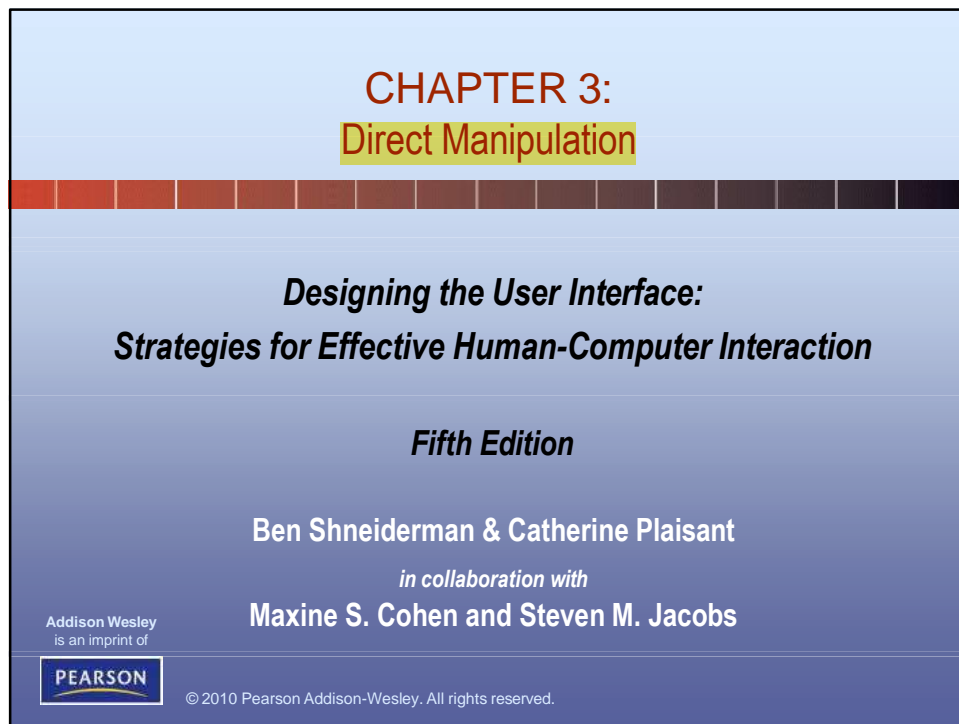 CHAPTER 3:
Direct Manipulation
Designing the User Interface:
Strategies for Effective Human-Computer Interaction
Fifth Edition
Ben Shneiderman & Catherine Plaisant
in collaboration with
Maxine S. Cohen and Steven M. Jacobs
Addison Wesley
is an imprint of
PEARSON
© 2010 Pearson Addison-Wesley. All rights reserved.